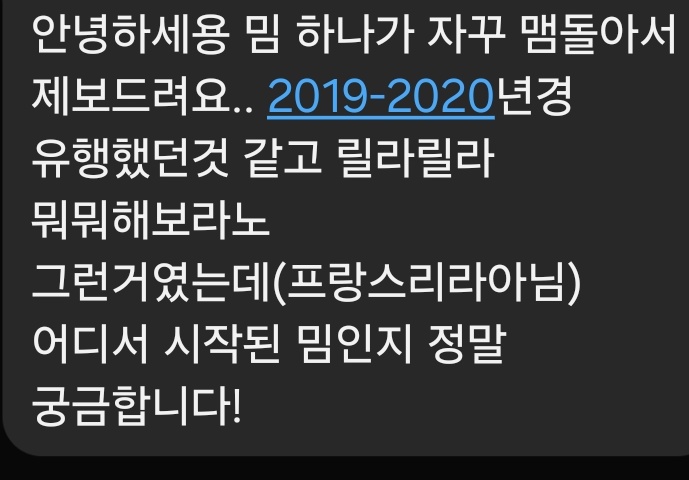 안녕하세용 밈 하나가 자꾸 맴돌아서
제보드려요.. 2019-2020년경
유행했던것 같고 릴라릴라
뭐뭐해보라노
그런거였는데(프랑스리라아님)
어디서 시작된 밈인지 정말
궁금합니다!